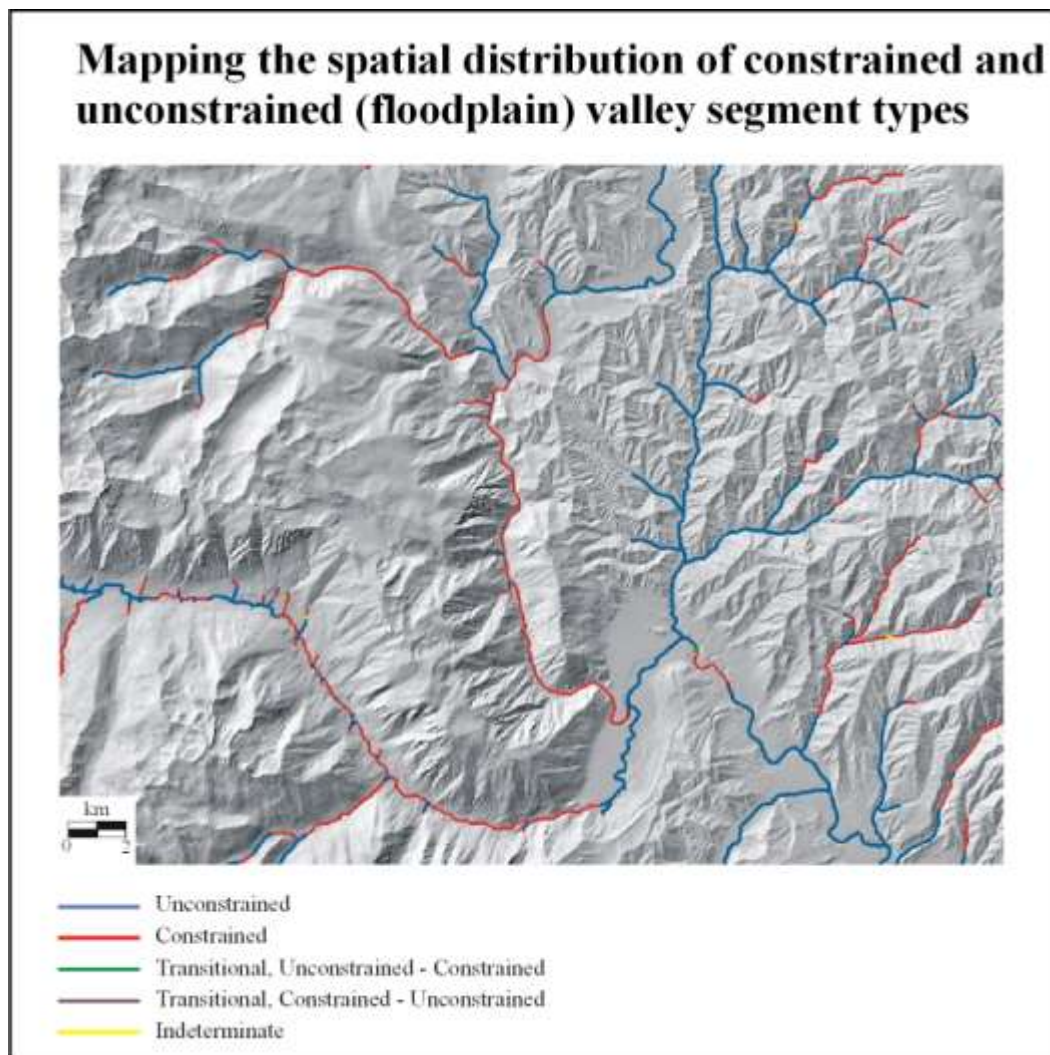 Mapping the spatial distribution of constrained and
unconstrained (floodplain) valley segment types
km
0 2
Unconstrained
Constrained
Transitional, Unconstrained - Constrained
Transitional, Constrained - Unconstrained
Indeterminate